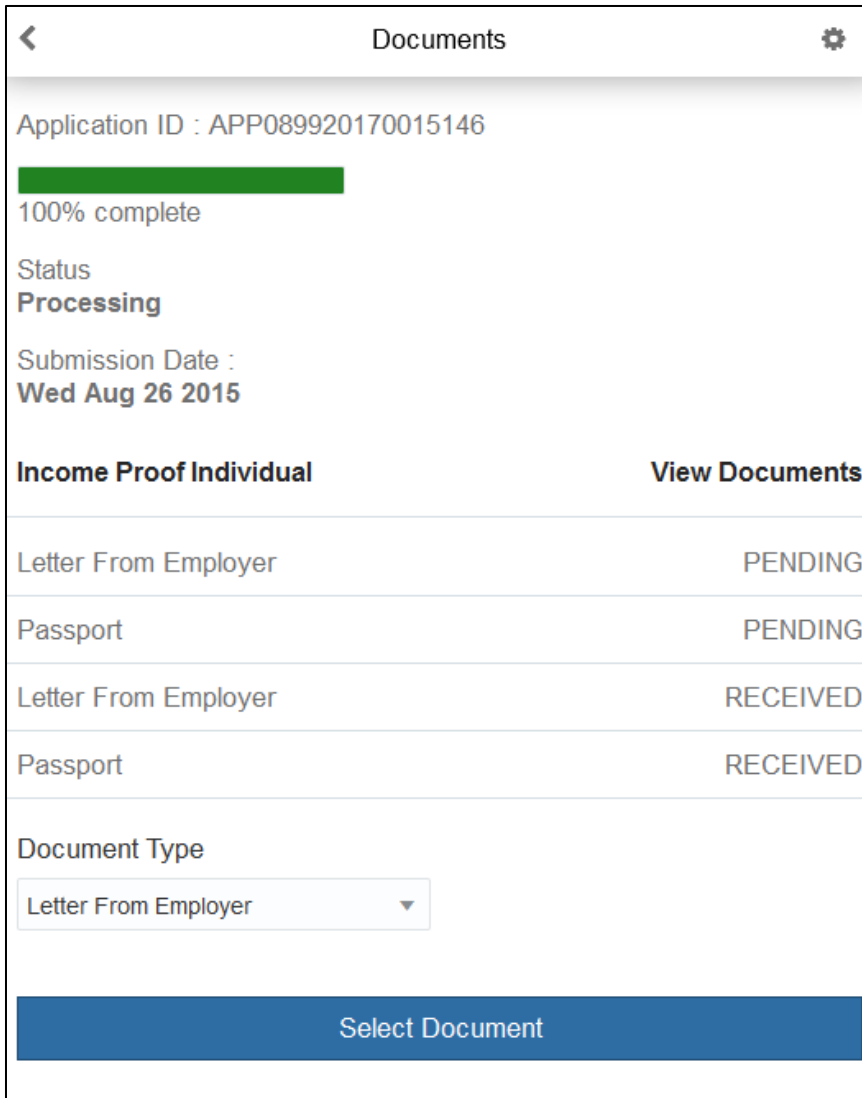 Documents
Application ID : APP089920170015146
100% complete
Status
Processing
Submission Date :
Wed Aug 26 2015
Income Proof Individual View Documents
Letter From Employer PENDING
Passport PENDING
Letter From Employer RECEIVED
Passport RECEIVED
Document Type
Letter From Employer
Select Document